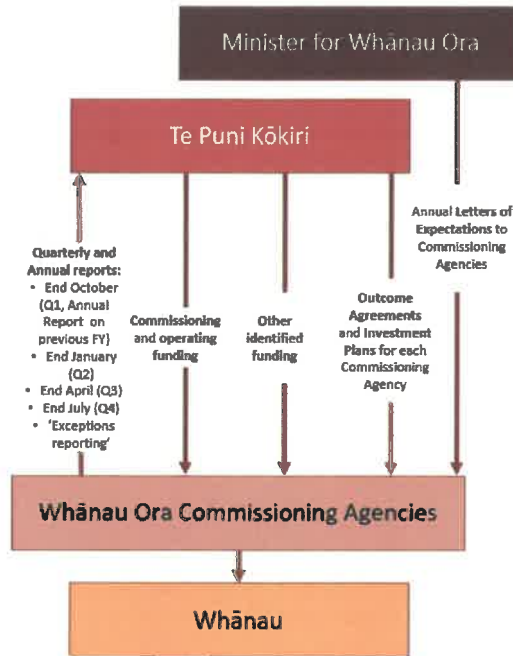 Minister for Whānau Ora
Te Puni Kōkiri
Quarterly and
Annual reports:
• End October
(Q1, Annual
Report on
previous FY)
• End January
(Q2)
• End April (Q3)
• End July (Q4)
• 'Exceptions
reporting'
Commissioning
and operating
funding
Other
identified
funding
Outcome
Agreements
and Investment
Plans for each
Commissioning
Agency
Annual Letters of
Expectations to
Commissioning
Agencies
Whānau Ora Commissioning Agencies
Whānau